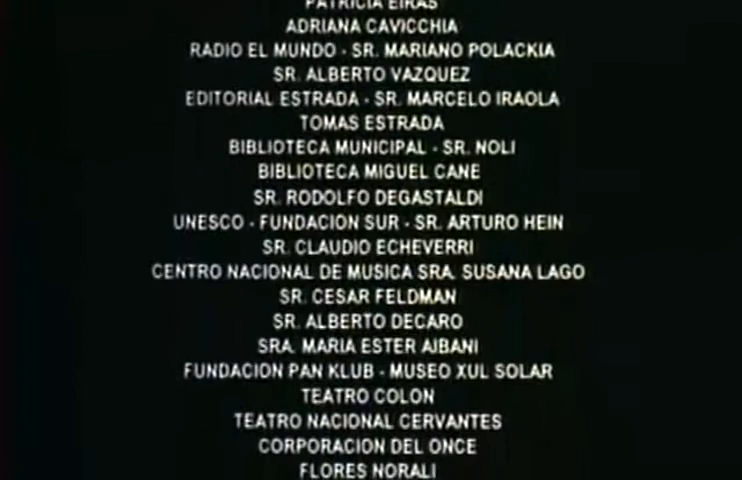 PATRICIA EIRAS
ADRIANA CAVICCHIA
RADIO EL MUNDO - SR. MARIANO POLACKIA
SR. ALBERTO VAZQUEZ
EDITORIAL ESTRADA - SR. MARCELO IRAOLA
TOMAS ESTRADA
BIBLIOTECA MUNICIPAL - SR. NOLI
BIBLIOTECA MIGUEL CANE
SR. RODOLFO DEGASTALDI
UNESCO - FUNDACION SUR - SR. ARTURO HEIN
SR. CLAUDIO ECHEVERRI
CENTRO NACIONAL DE MUSICA SRA. SUSANA LAGO
SR. CESAR FELDMAN
SR. ALBERTO DECARO
SRA. MARIA ESTER AIBANI
FUNDACION PAN KLUB - MUSEO XUL SOLAR
TEATRO COLON
TEATRO NACIONAL CERVANTES
CORPORACION DEL ONCE
FLORES NORALI